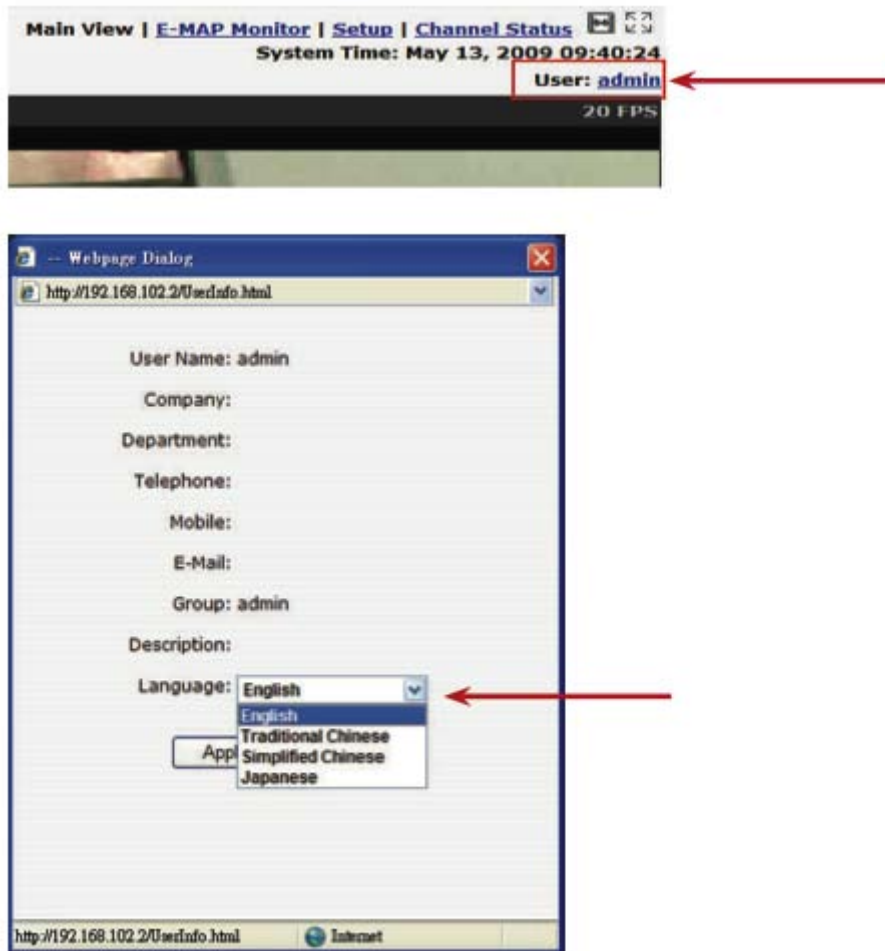 Main View | E-MAP Monitor | Setup | Channel Status
System Time: May 13, 2009 09:40:24
User: admin
20 FPS
-- Webpage Dialog
http://192.168.102.2/UserInfo.html
User Name: admin
Company:
Department:
Telephone:
Mobile:
E-Mail:
Group: admin
Description:
Language: English
English
Traditional Chinese
Appl Simplified Chinese
Japanese
http://192.168.102.2/UserInfo.html Internet